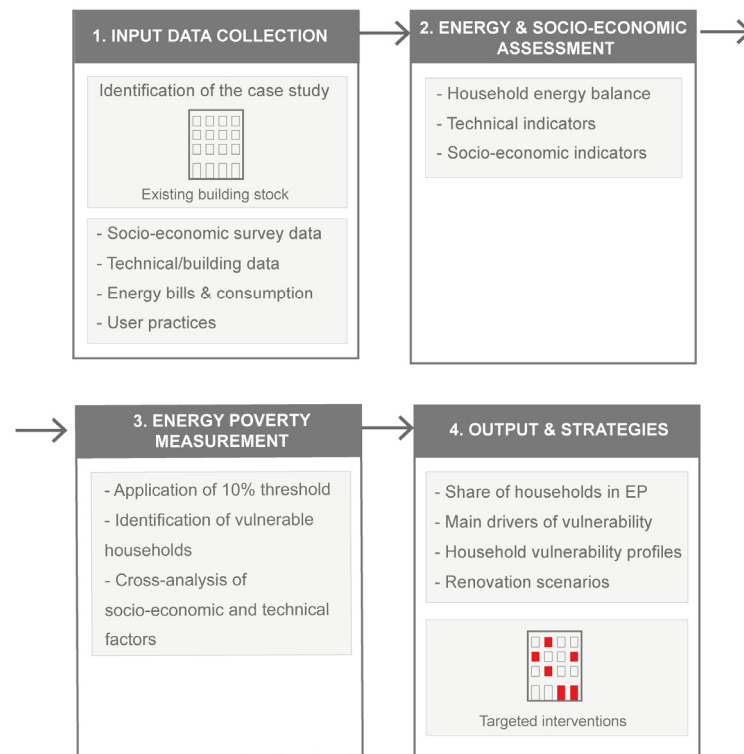 1. INPUT DATA COLLECTION
Identification of the case study
Existing building stock
- Socio-economic survey data
- Technical/building data
- Energy bills & consumption
- User practices
2. ENERGY & SOCIO-ECONOMIC
ASSESSMENT
- Household energy balance
- Technical indicators
- Socio-economic indicators
3. ENERGY POVERTY
MEASUREMENT
- Application of 10% threshold
- Identification of vulnerable
households
- Cross-analysis of
socio-economic and technical
factors
4. OUTPUT & STRATEGIES
- Share of households in EP
- Main drivers of vulnerability
- Household vulnerability profiles
- Renovation scenarios
Targeted interventions